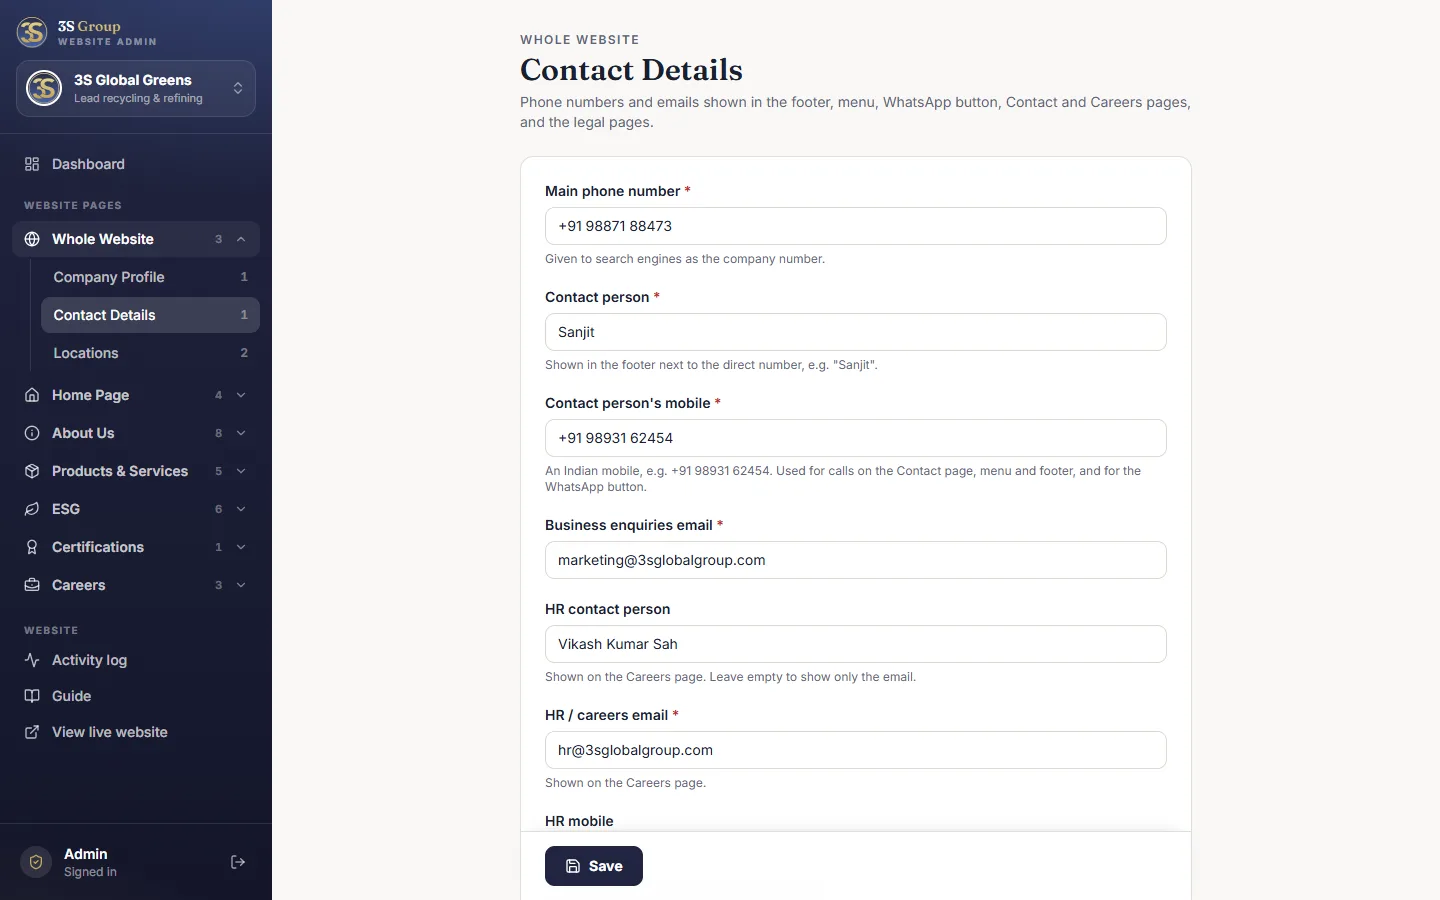 3S Group
WEBSITE ADMIN
3S
3S Global Greens
Lead recycling & refining
Dashboard
WEBSITE PAGES
Whole Website 3
Company Profile 1
Contact Details 1
Locations 2
Home Page 4
About Us 8
Products & Services 5
ESG 6
Certifications 1
Careers 3
WEBSITE
Activity log
Guide
View live website
Admin
Signed in
WHOLE WEBSITE
Contact Details
Phone numbers and emails shown in the footer, menu, WhatsApp button, Contact and Careers pages,
and the legal pages.
Main phone number *
+91 98871 88473
Given to search engines as the company number.
Contact person *
Sanjit
Shown in the footer next to the direct number, e.g. "Sanjit".
Contact person's mobile *
+91 98931 62454
An Indian mobile, e.g. +91 98931 62454. Used for calls on the Contact page, menu and footer, and for the
WhatsApp button.
Business enquiries email *
marketing@3sglobalgroup.com
HR contact person
Vikash Kumar Sah
Shown on the Careers page. Leave empty to show only the email.
HR / careers email *
hr@3sglobalgroup.com
Shown on the Careers page.
HR mobile
Save